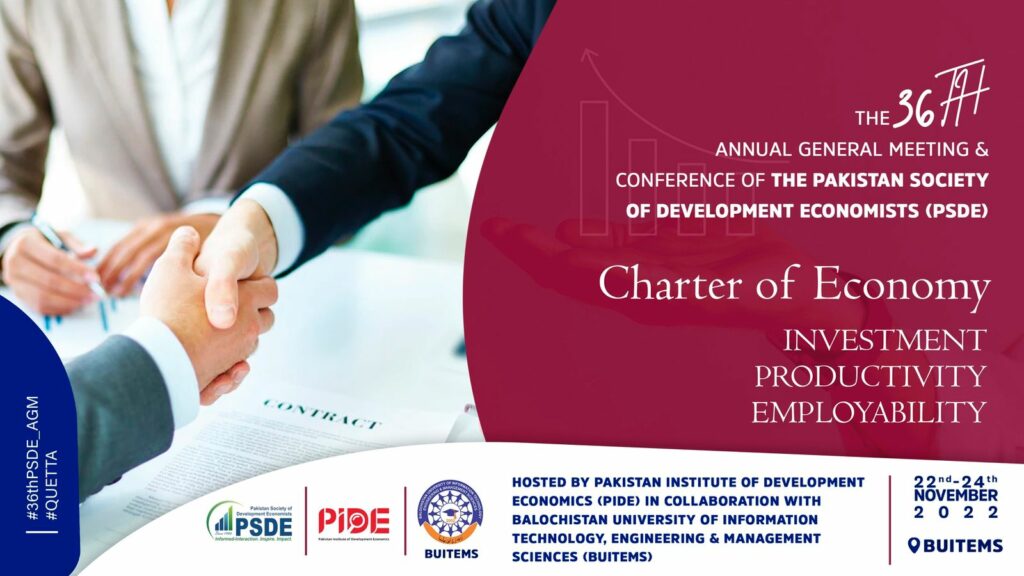 THE 36TH
ANNUAL GENERAL MEETING &
CONFERENCE OF THE PAKISTAN SOCIETY
OF DEVELOPMENT ECONOMISTS (PSDE)
Charter of Economy
INVESTMENT
PRODUCTIVITY
EMPLOYABILITY
CONTRACT
#36thPSDE_AGM
#QUETTA
Pakistan Society of
Development Economists
PSDE
Informed-Interaction. Inspire. Impact.
PiDE
Pakistan Institute of Development Economics
BUITEMS
HOSTED BY PAKISTAN INSTITUTE OF DEVELOPMENT
ECONOMICS (PIDE) IN COLLABORATION WITH
BALOCHISTAN UNIVERSITY OF INFORMATION
TECHNOLOGY, ENGINEERING & MANAGEMENT
SCIENCES (BUITEMS)
22nd-24th
NOVEMBER
2022
BUITEMS